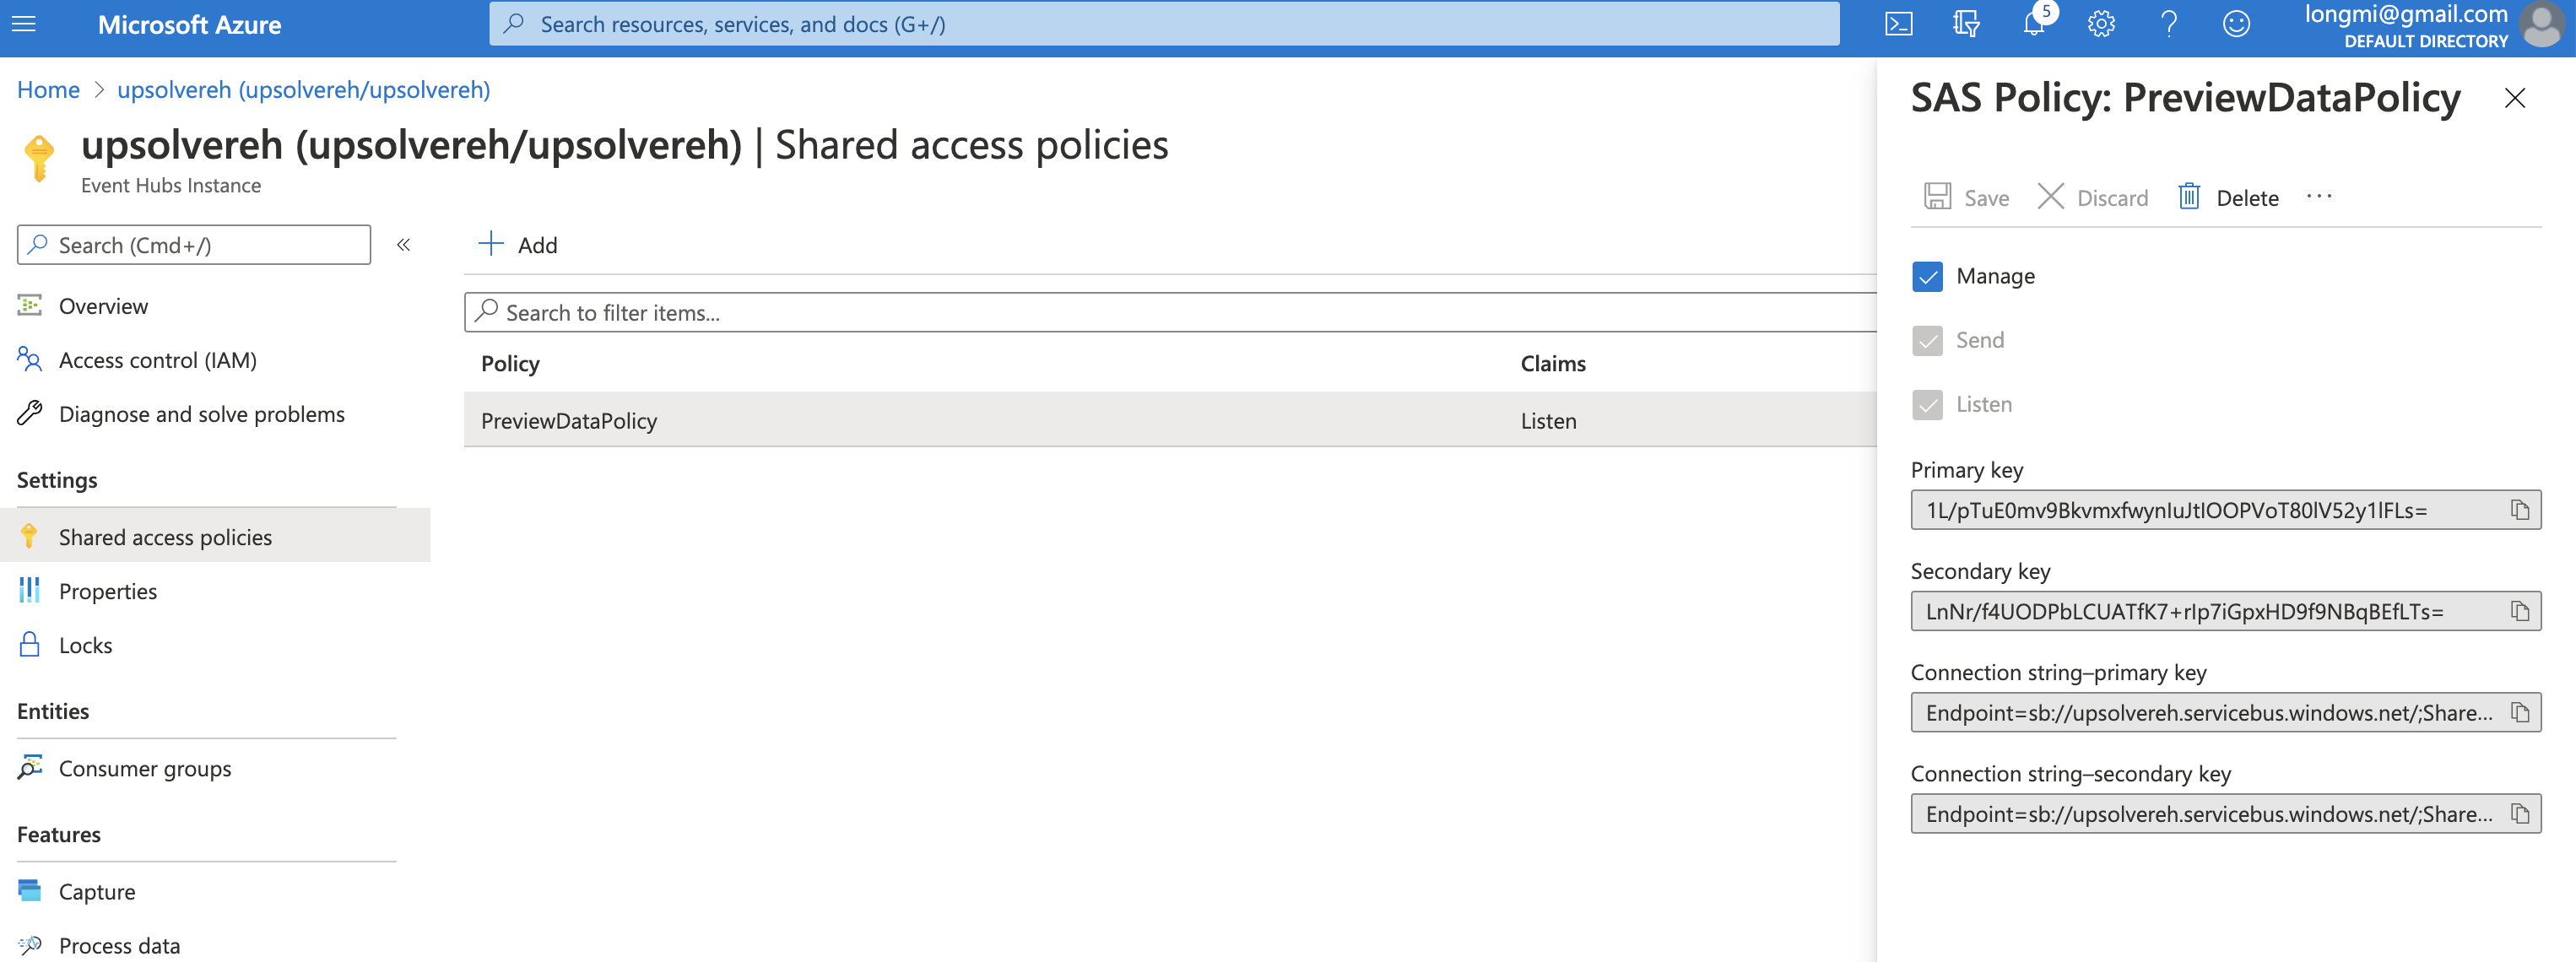 Microsoft Azure
Search resources, services, and docs (G+/)
5
longmi@gmail.com
DEFAULT DIRECTORY
Home > upsolvereh (upsolvereh/upsolvereh)
upsolvereh (upsolvereh/upsolvereh) | Shared access policies
Event Hubs Instance
Search (Cmd+/)
«
Overview
Access control (IAM)
Diagnose and solve problems
Settings
Shared access policies
Properties
Locks
Entities
Consumer groups
Features
Capture
Process data
Add
Search to filter items...
Policy Claims
PreviewDataPolicy Listen
SAS Policy: PreviewDataPolicy
Save Discard Delete ...
Manage
Send
Listen
Primary key
1L/pTuE0mv9BkvmxfwynIuJtIOOPVoT80lV52y1lFLs=
Secondary key
LnNr/f4UODPbLCUATfK7+rIp7iGpxHD9f9NBqBEfLTs=
Connection string–primary key
Endpoint=sb://upsolvereh.servicebus.windows.net/;Share...
Connection string–secondary key
Endpoint=sb://upsolvereh.servicebus.windows.net/;Share...